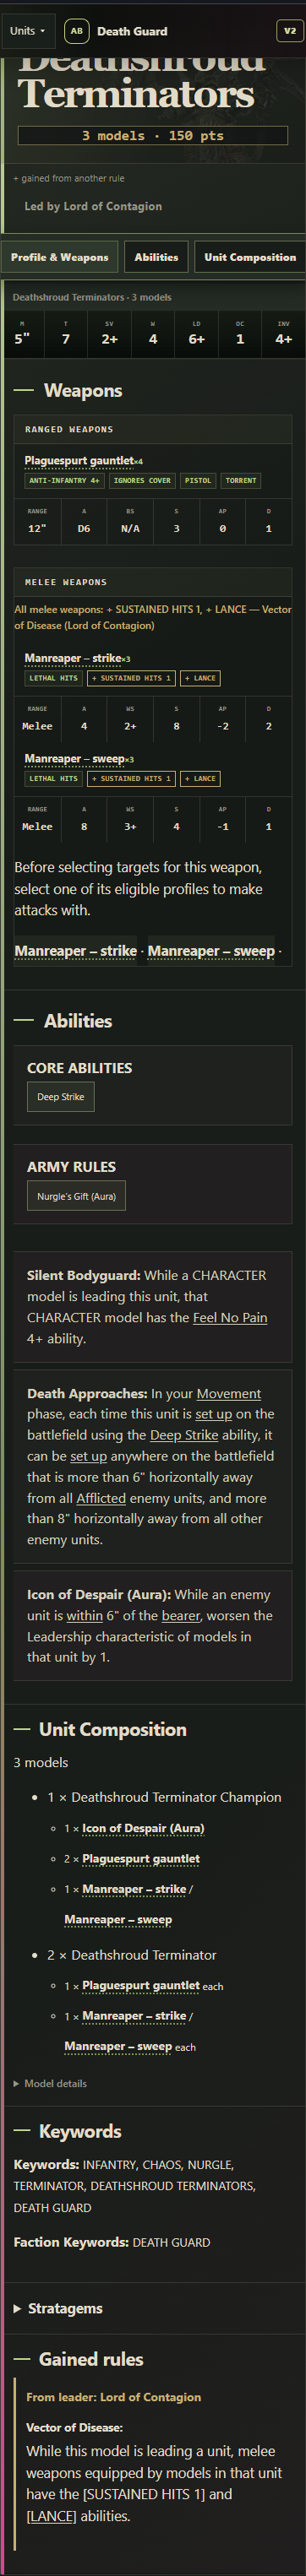 Units ▾
AB
Death Guard
V2
Deathshroud
Terminators
3 models · 150 pts
+ gained from another rule
Led by Lord of Contagion
Profile & Weapons
Abilities
Unit Composition
Deathshroud Terminators · 3 models
M T SV W LD OC INV
5" 7 2+ 4 6+ 1 4+
Weapons
RANGED WEAPONS
Plaguespurt gauntlet×4
ANTI-INFANTRY 4+ IGNORES COVER PISTOL TORRENT
RANGE A BS S AP D
12" D6 N/A 3 0 1
MELEE WEAPONS
All melee weapons: + SUSTAINED HITS 1, + LANCE — Vector
of Disease (Lord of Contagion)
Manreaper – strike×3
LETHAL HITS + SUSTAINED HITS 1 + LANCE
RANGE A WS S AP D
Melee 4 2+ 8 -2 2
Manreaper – sweep×3
LETHAL HITS + SUSTAINED HITS 1 + LANCE
RANGE A WS S AP D
Melee 8 3+ 4 -1 1
Before selecting targets for this weapon,
select one of its eligible profiles to make
attacks with.
Manreaper – strike · Manreaper – sweep ·
Abilities
CORE ABILITIES
Deep Strike
ARMY RULES
Nurgle's Gift (Aura)
Silent Bodyguard: While a CHARACTER
model is leading this unit, that
CHARACTER model has the Feel No Pain
4+ ability.
Death Approaches: In your Movement
phase, each time this unit is set up on the
battlefield using the Deep Strike ability, it
can be set up anywhere on the battlefield
that is more than 6" horizontally away
from all Afflicted enemy units, and more
than 8" horizontally away from all other
enemy units.
Icon of Despair (Aura): While an enemy
unit is within 6" of the bearer, worsen the
Leadership characteristic of models in
that unit by 1.
Unit Composition
3 models
• 1 × Deathshroud Terminator Champion
◦ 1 × Icon of Despair (Aura)
◦ 2 × Plaguespurt gauntlet
◦ 1 × Manreaper – strike /
Manreaper – sweep
• 2 × Deathshroud Terminator
◦ 1 × Plaguespurt gauntlet each
◦ 1 × Manreaper – strike /
Manreaper – sweep each
▶ Model details
Keywords
Keywords: INFANTRY, CHAOS, NURGLE,
TERMINATOR, DEATHSHROUD TERMINATORS,
DEATH GUARD
Faction Keywords: DEATH GUARD
▶ Stratagems
Gained rules
From leader: Lord of Contagion
Vector of Disease:
While this model is leading a unit, melee
weapons equipped by models in that unit
have the [SUSTAINED HITS 1] and
[LANCE] abilities.